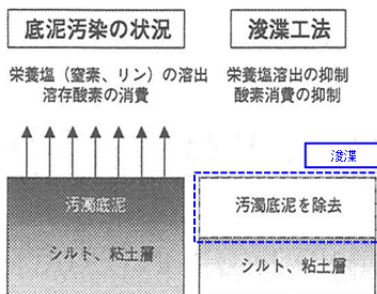 底泥汚染の状況
栄養塩（窒素、リン）の溶出
溶存酸素の消費
汚濁底泥
シルト、粘土層
浚渫工法
栄養塩溶出の抑制
酸素消費の抑制
浚渫
汚濁底泥を除去
シルト、粘土層